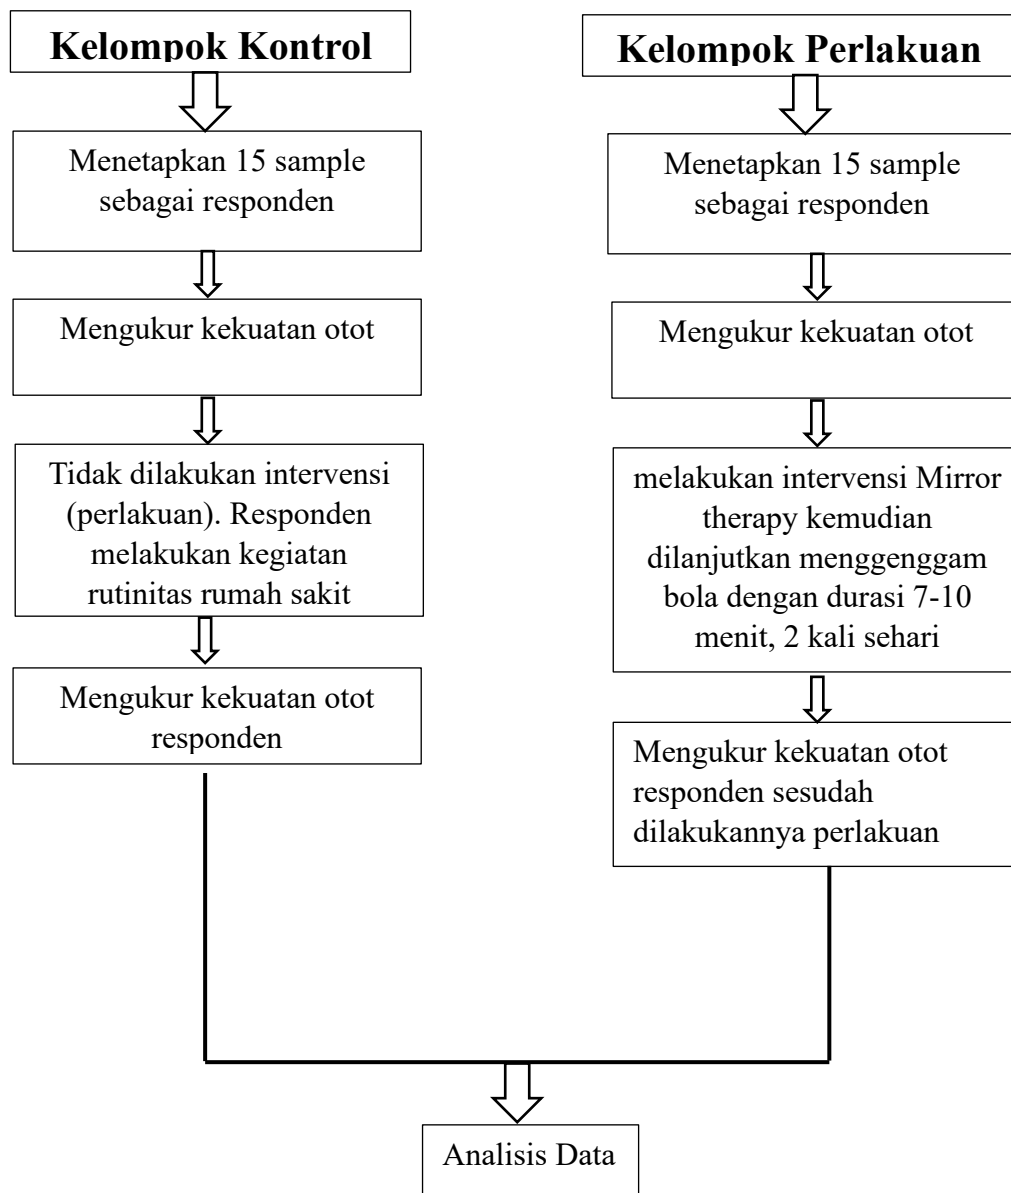 Kelompok Kontrol
Menetapkan 15 sample
sebagai responden
Mengukur kekuatan otot
Tidak dilakukan intervensi
(perlakuan). Responden
melakukan kegiatan
rutinitas rumah sakit
Mengukur kekuatan otot
responden
Kelompok Perlakuan
Menetapkan 15 sample
sebagai responden
Mengukur kekuatan otot
melakukan intervensi Mirror
therapy kemudian
dilanjutkan menggenggam
bola dengan durasi 7-10
menit, 2 kali sehari
Mengukur kekuatan otot
responden sesudah
dilakukannya perlakuan
Analisis Data